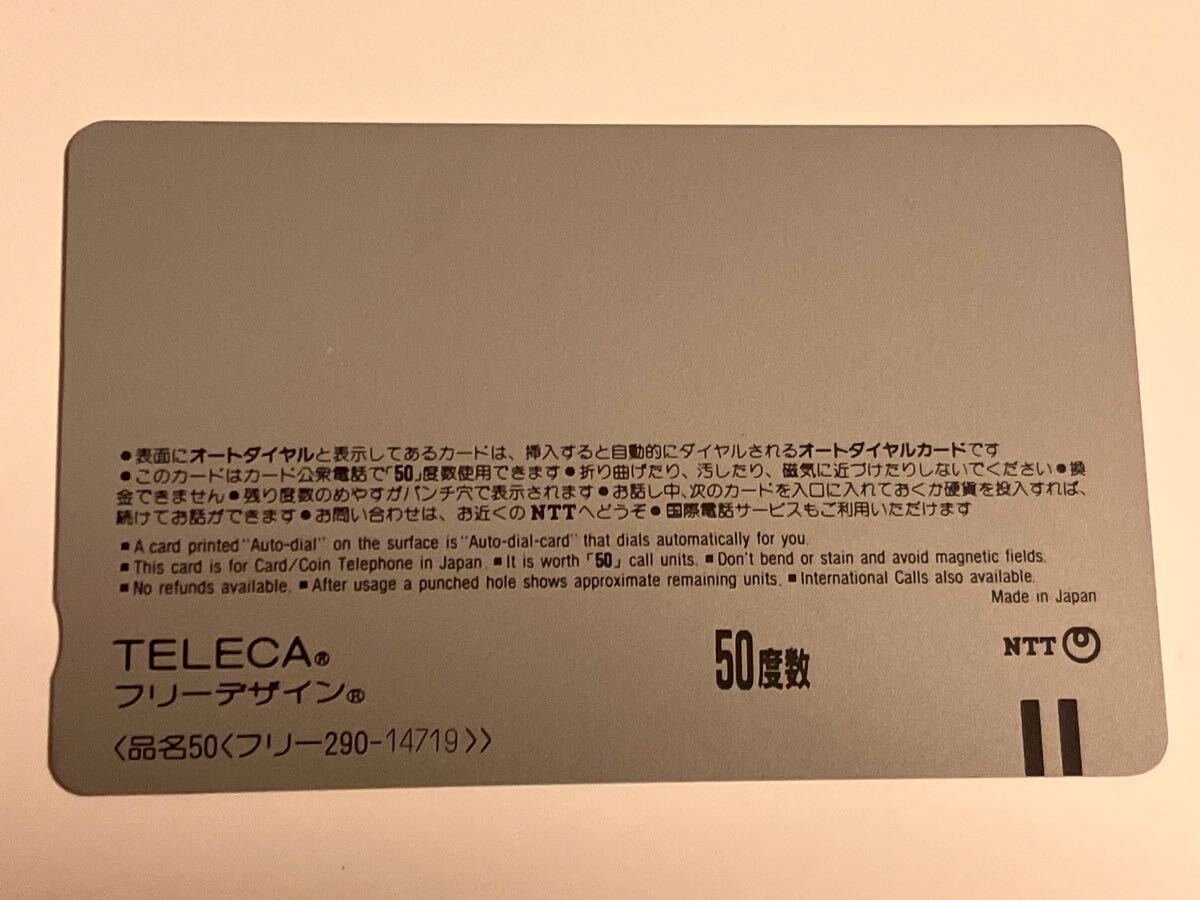 ●表面にオートダイヤルと表示してあるカードは、挿入すると自動的にダイヤルされるオートダイヤルカードです
●このカードはカード公衆電話で「50」度数使用できます●折り曲げたり、汚したり、磁気に近づけたりしないでください●換
金できません●残り度数のめやすがパンチ穴で表示されます●お話し中、次のカードを入口に入れておくか硬貨を投入すれば、
続けてお話ができます●お問い合わせは、お近くのNTTへどうぞ●国際電話サービスもご利用いただけます
■A card printed "Auto-dial" on the surface is "Auto-dial-card" that dials automatically for you.
■This card is for Card/Coin Telephone in Japan. ■It is worth「50」call units. ■Don't bend or stain and avoid magnetic fields.
■No refunds available. ■After usage a punched hole shows approximate remaining units. ■International Calls also available.
Made in Japan
TELECA®
フリーデザイン®
50度数
NTT
〈品名50〈フリー290-14719〉〉